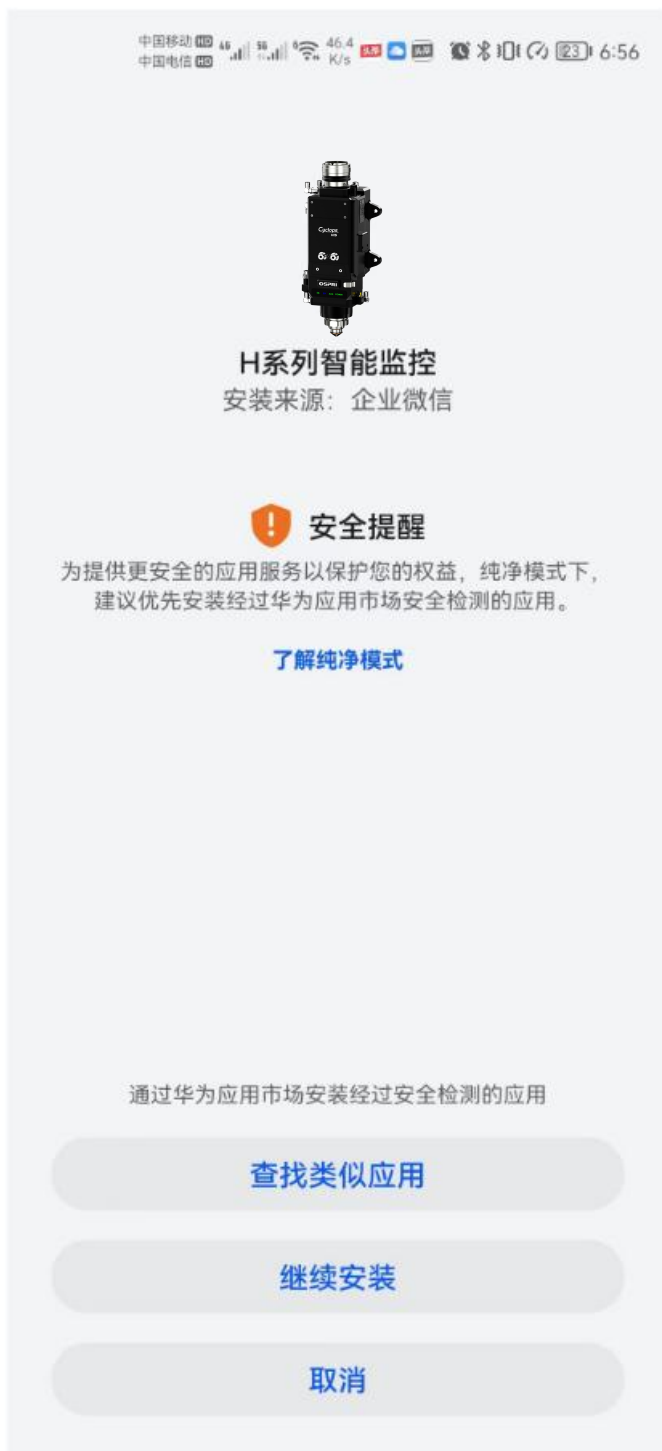 中国移动 HD 46.4 K/s 23 6:56
中国电信 HD
Cyclops
OSPRI
H系列智能监控
安装来源：企业微信
安全提醒
为提供更安全的应用服务以保护您的权益，纯净模式下，
建议优先安装经过华为应用市场安全检测的应用。
了解纯净模式
通过华为应用市场安装经过安全检测的应用
查找类似应用
继续安装
取消